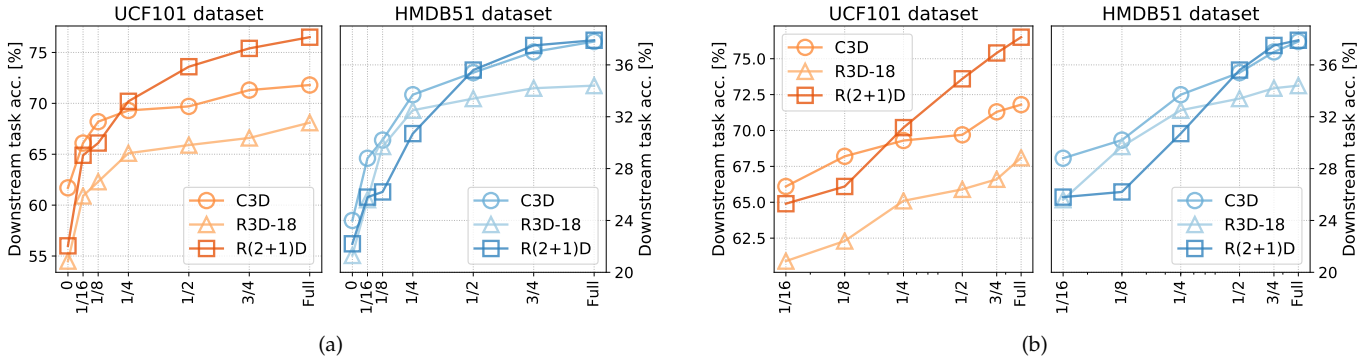 UCF101 dataset
Downstream task acc. [%]
75
70
65
60
55
C3D
R3D-18
R(2+1)D
0
1/16
1/8
1/4
1/2
3/4
Full
HMDB51 dataset
C3D
R3D-18
R(2+1)D
0
1/16
1/8
1/4
1/2
3/4
Full
36
32
28
24
20
Downstream task acc. [%]
(a)
UCF101 dataset
Downstream task acc. [%]
75.0
72.5
70.0
67.5
65.0
62.5
C3D
R3D-18
R(2+1)D
1/16
1/8
1/4
1/2
3/4
Full
HMDB51 dataset
C3D
R3D-18
R(2+1)D
1/16
1/8
1/4
1/2
3/4
Full
36
32
28
24
20
Downstream task acc. [%]
(b)